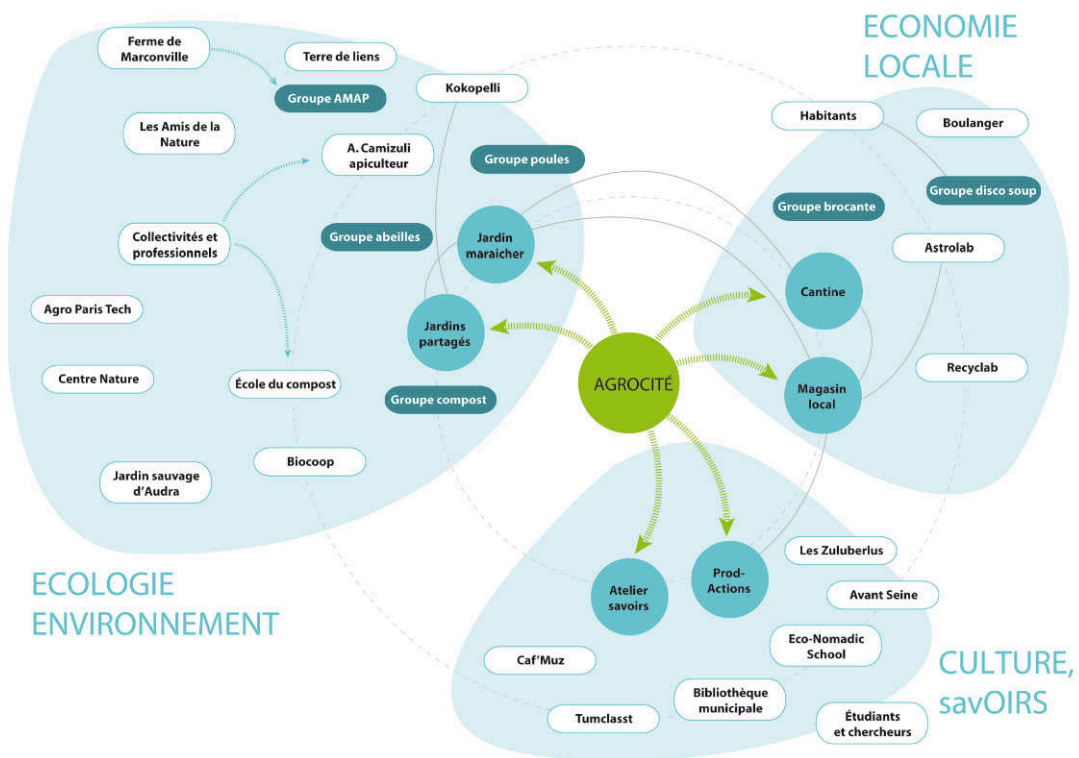 ECONOMIE
LOCALE
Ferme de
Marconville
Terre de liens
Kokopelli
Groupe AMAP
Habitants
Boulanger
Les Amis de la
Nature
A. Camizuli
apiculteur
Groupe poules
Groupe disco soup
Groupe brocante
Collectivités et
professionnels
Groupe abeilles
Jardin
maraicher
Astrolab
Cantine
Agro Paris Tech
Jardins
partagés
Centre Nature
École du compost
Groupe compost
AGROCITÉ
Magasin
local
Recyclab
Biocoop
Jardin sauvage
d'Audra
ECOLOGIE
ENVIRONNEMENT
Atelier
savoirs
Prod-
Actions
Les Zuluberlus
Avant Seine
Eco-Nomadic
School
Caf'Muz
Bibliothèque
municipale
Tumclasst
Étudiants
et chercheurs
CULTURE,
savOIRS